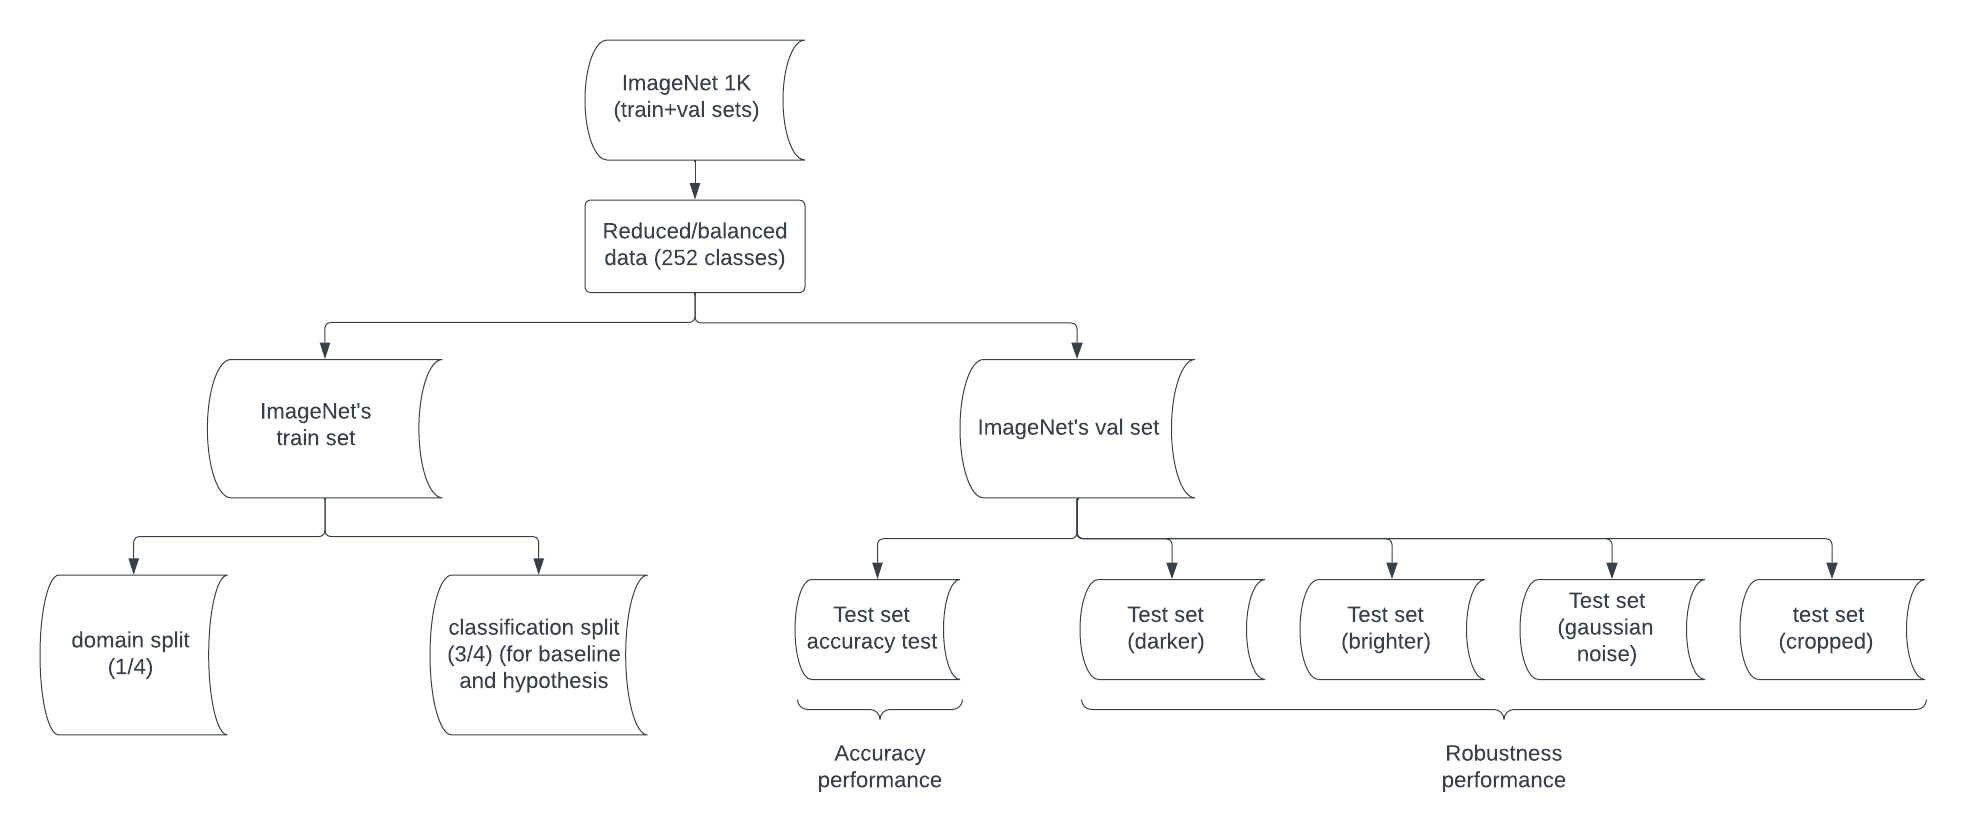 ImageNet 1K
(train+val sets)
Reduced/balanced
data (252 classes)
ImageNet's
train set
ImageNet's val set
domain split
(1/4)
classification split
(3/4) (for baseline
and hypothesis
Test set
accuracy test
Test set
(darker)
Test set
(brighter)
Test set
(gaussian
noise)
test set
(cropped)
Accuracy
performance
Robustness
performance